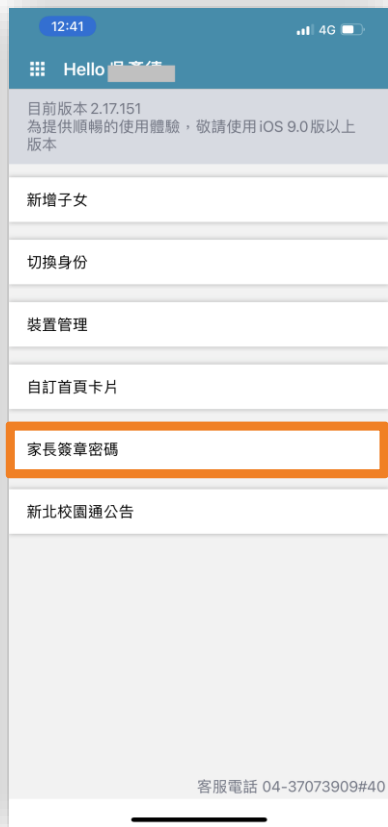 12:41
4G
Hello
目前版本 2.17.151
為提供順暢的使用體驗，敬請使用 iOS 9.0 版以上
版本
新增子女
切換身份
裝置管理
自訂首頁卡片
家長簽章密碼
新北校園通公告
客服電話 04-37073909#40